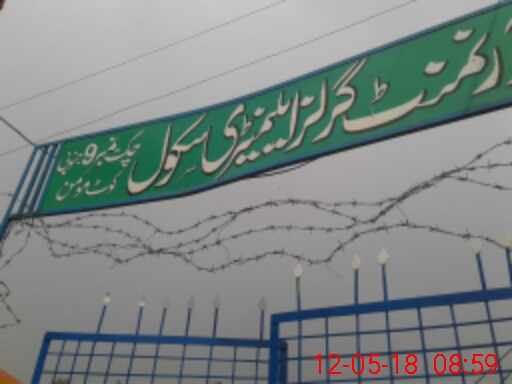 گورنمنٹ گرلز ایلیمنٹری سکول
چک نمبر 9 جنوبی
کوٹ مومن
12-05-18 08:59